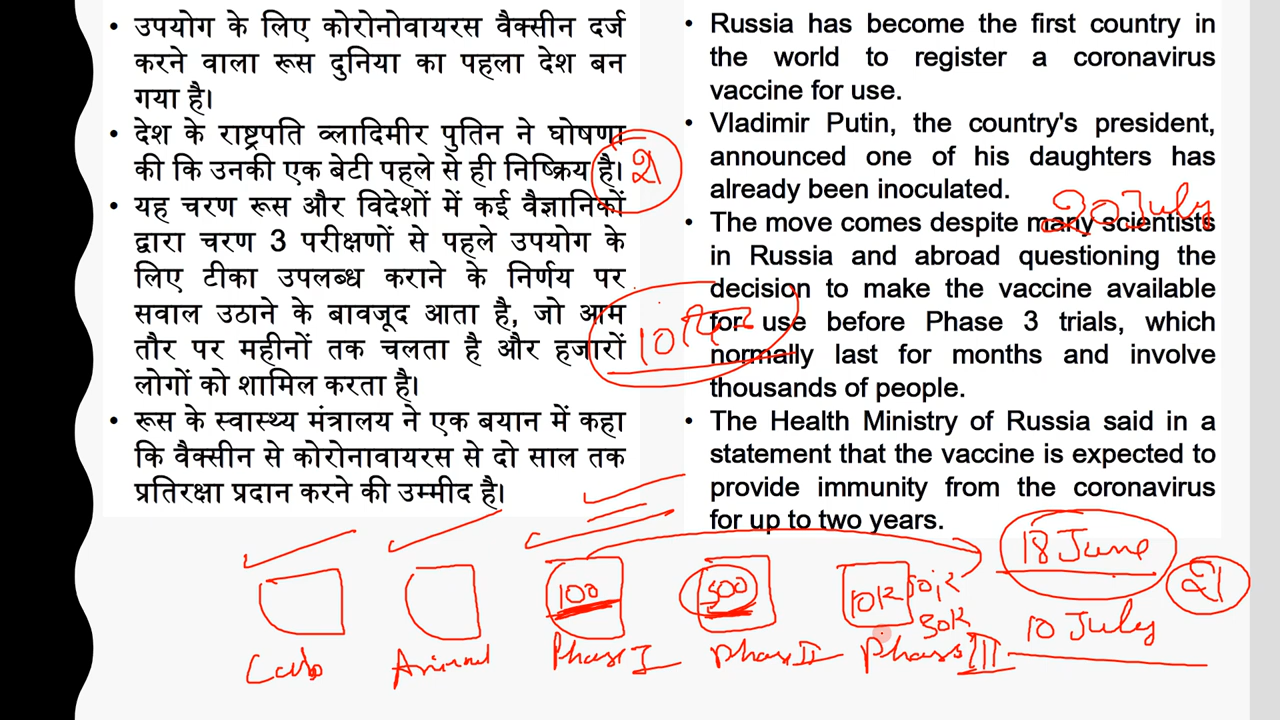 • उपयोग के लिए कोरोनोवायरस वैक्सीन दर्ज
करने वाला रूस दुनिया का पहला देश बन
गया है।
• देश के राष्ट्रपति व्लादिमीर पुतिन ने घोषणा
की कि उनकी एक बेटी पहले से ही निष्क्रिय है।
• यह चरण रूस और विदेशों में कई वैज्ञानिकों
द्वारा चरण 3 परीक्षणों से पहले उपयोग के
लिए टीका उपलब्ध कराने के निर्णय पर
सवाल उठाने के बावजूद आता है, जो आम
तौर पर महीनों तक चलता है और हजारों
लोगों को शामिल करता है।
• रूस के स्वास्थ्य मंत्रालय ने एक बयान में कहा
कि वैक्सीन से कोरोनावायरस से दो साल तक
प्रतिरक्षा प्रदान करने की उम्मीद है।
• Russia has become the first country in
the world to register a coronavirus
vaccine for use.
• Vladimir Putin, the country's president,
announced one of his daughters has
already been inoculated.
• The move comes despite many scientists
in Russia and abroad questioning the
decision to make the vaccine available
for use before Phase 3 trials, which
normally last for months and involve
thousands of people.
• The Health Ministry of Russia said in a
statement that the vaccine is expected to
provide immunity from the coronavirus
for up to two years.
21
20 July
10
18 June
21
10 July
100
500
10K
30K
Animal
Phase I
Phase II
Phase III